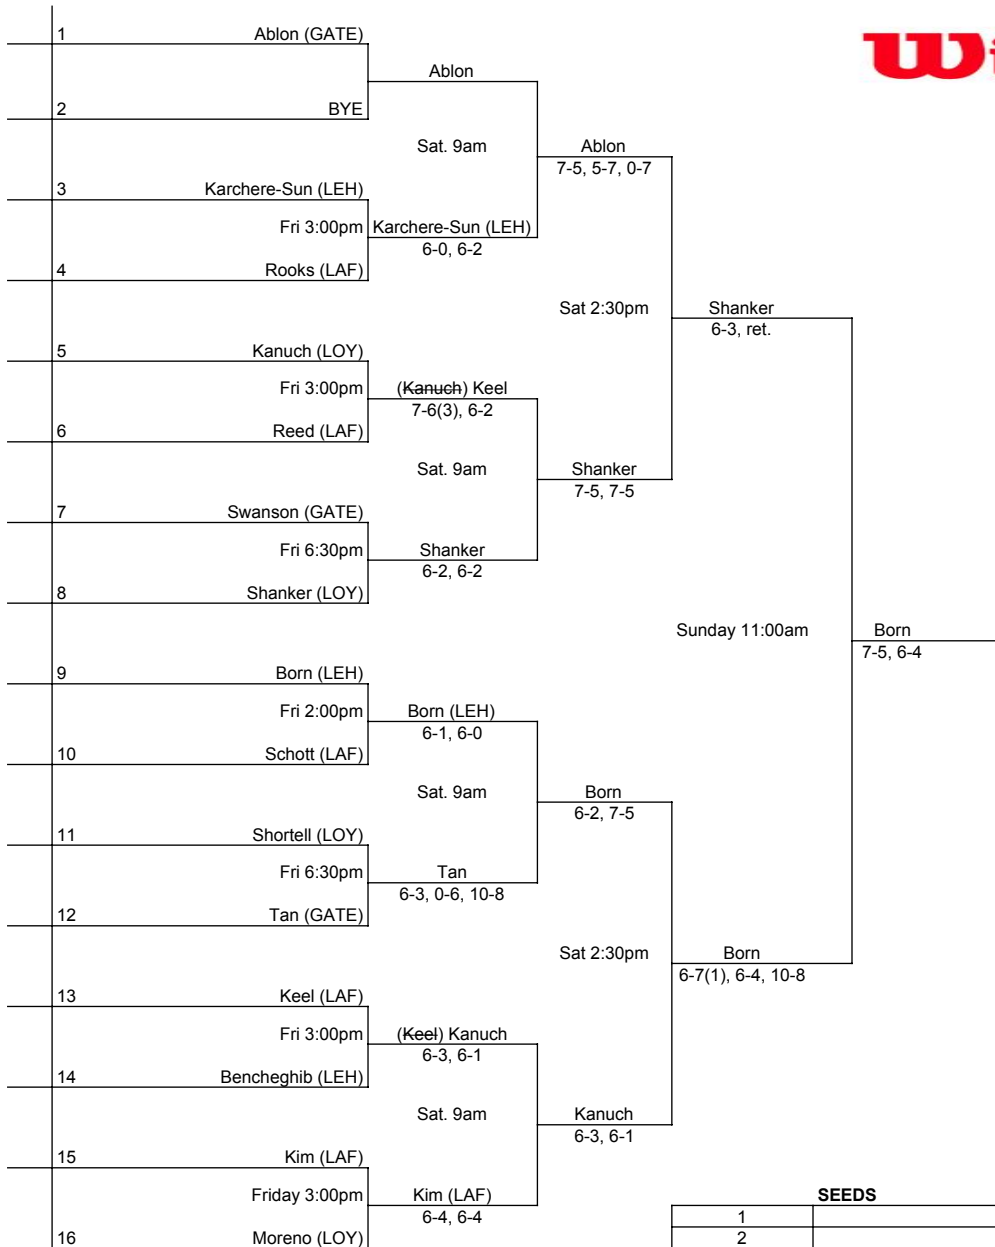 1 Ablon (GATE)
Ablon
2 BYE
Sat. 9am
Ablon
7-5, 5-7, 0-7
3 Karchere-Sun (LEH)
Fri 3:00pm
Karchere-Sun (LEH)
6-0, 6-2
4 Rooks (LAF)
Sat 2:30pm
Shanker
6-3, ret.
5 Kanuch (LOY)
Fri 3:00pm
(Kanuch) Keel
7-6(3), 6-2
6 Reed (LAF)
Sat. 9am
Shanker
7-5, 7-5
7 Swanson (GATE)
Fri 6:30pm
Shanker
6-2, 6-2
8 Shanker (LOY)
Sunday 11:00am
Born
7-5, 6-4
9 Born (LEH)
Fri 2:00pm
Born (LEH)
6-1, 6-0
10 Schott (LAF)
Sat. 9am
Born
6-2, 7-5
11 Shortell (LOY)
Fri 6:30pm
Tan
6-3, 0-6, 10-8
12 Tan (GATE)
Sat 2:30pm
Born
6-7(1), 6-4, 10-8
13 Keel (LAF)
Fri 3:00pm
(Keel) Kanuch
6-3, 6-1
14 Bencheghib (LEH)
Sat. 9am
Kanuch
6-3, 6-1
15 Kim (LAF)
Friday 3:00pm
Kim (LAF)
6-4, 6-4
16 Moreno (LOY)
SEEDS
1
2